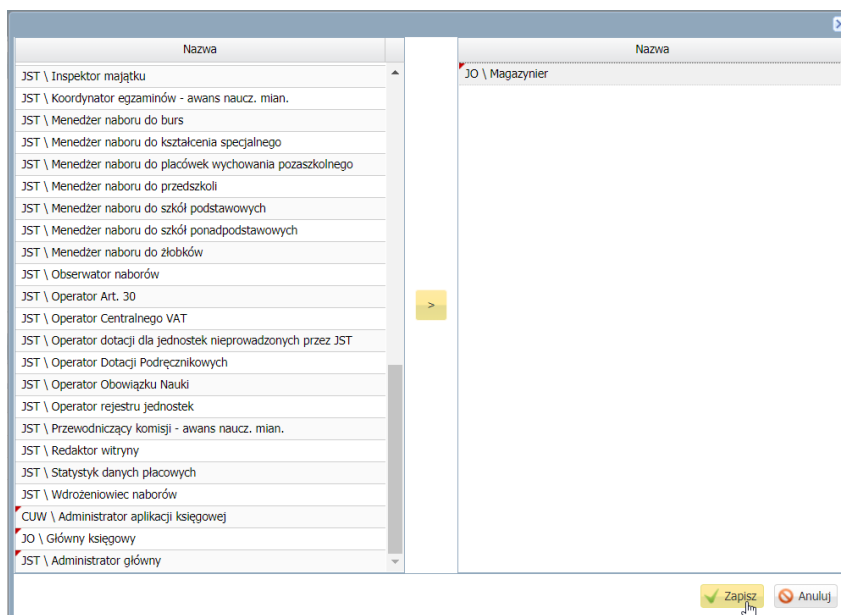 Nazwa
JST \ Inspektor majątku
JST \ Koordynator egzaminów - awans naucz. mian.
JST \ Menedżer naboru do burs
JST \ Menedżer naboru do kształcenia specjalnego
JST \ Menedżer naboru do placówek wychowania pozaszkolnego
JST \ Menedżer naboru do przedszkoli
JST \ Menedżer naboru do szkół podstawowych
JST \ Menedżer naboru do szkół ponadpodstawowych
JST \ Menedżer naboru do żłobków
JST \ Obserwator naborów
JST \ Operator Art. 30
JST \ Operator Centralnego VAT
JST \ Operator dotacji dla jednostek nieprowadzonych przez JST
JST \ Operator Dotacji Podręcznikowych
JST \ Operator Obowiązku Nauki
JST \ Operator rejestru jednostek
JST \ Przewodniczący komisji - awans naucz. mian.
JST \ Redaktor witryny
JST \ Statystyk danych płacowych
JST \ Wdrożeniowiec naborów
CUW \ Administrator aplikacji księgowej
JO \ Główny księgowy
JST \ Administrator główny
>
Nazwa
JO \ Magazynier
Zapisz
Anuluj